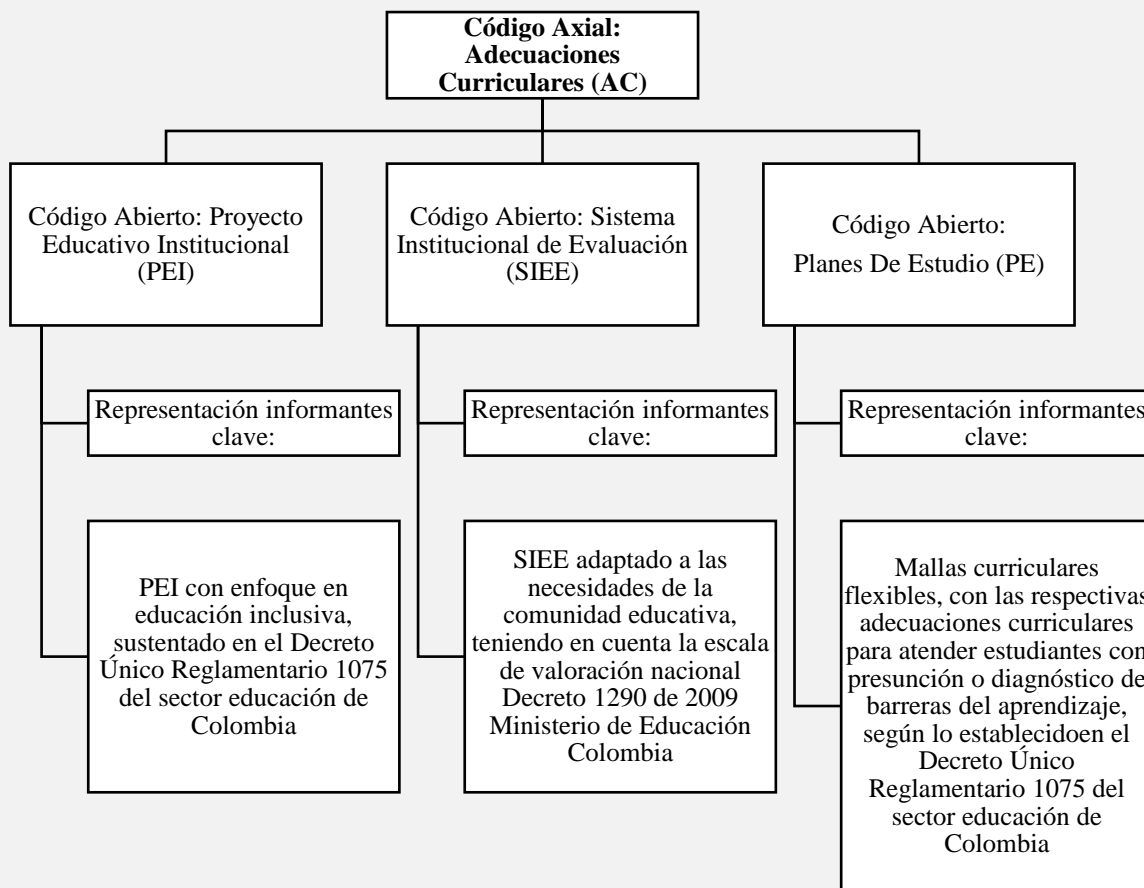 Código Axial:
Adecuaciones
Curriculares (AC)
Código Abierto: Proyecto
Educativo Institucional
(PEI)
Representación informantes
clave:
PEI con enfoque en
educación inclusiva,
sustentado en el Decreto
Único Reglamentario 1075
del sector educación de
Colombia
Código Abierto: Sistema
Institucional de Evaluación
(SIEE)
Representación informantes
clave:
SIEE adaptado a las
necesidades de la
comunidad educativa,
teniendo en cuenta la escala
de valoración nacional
Decreto 1290 de 2009
Ministerio de Educación
Colombia
Código Abierto:
Planes De Estudio (PE)
Representación informantes
clave:
Mallas curriculares
flexibles, con las respectivas
adecuaciones curriculares
para atender estudiantes con
presunción o diagnóstico de
barreras del aprendizaje,
según lo establecidoen el
Decreto Único
Reglamentario 1075 del
sector educación de
Colombia